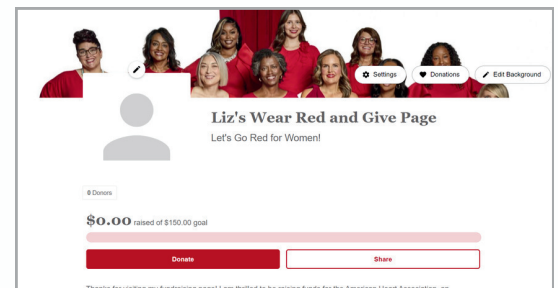 Settings
Donations
Edit Background
Liz's Wear Red and Give Page
Let's Go Red for Women!
0 Donors
$0.00 raised of $150.00 goal
Donate
Share
Thanks for visiting my fundraising page! I am thrilled to be raising funds for the American Heart Association, an